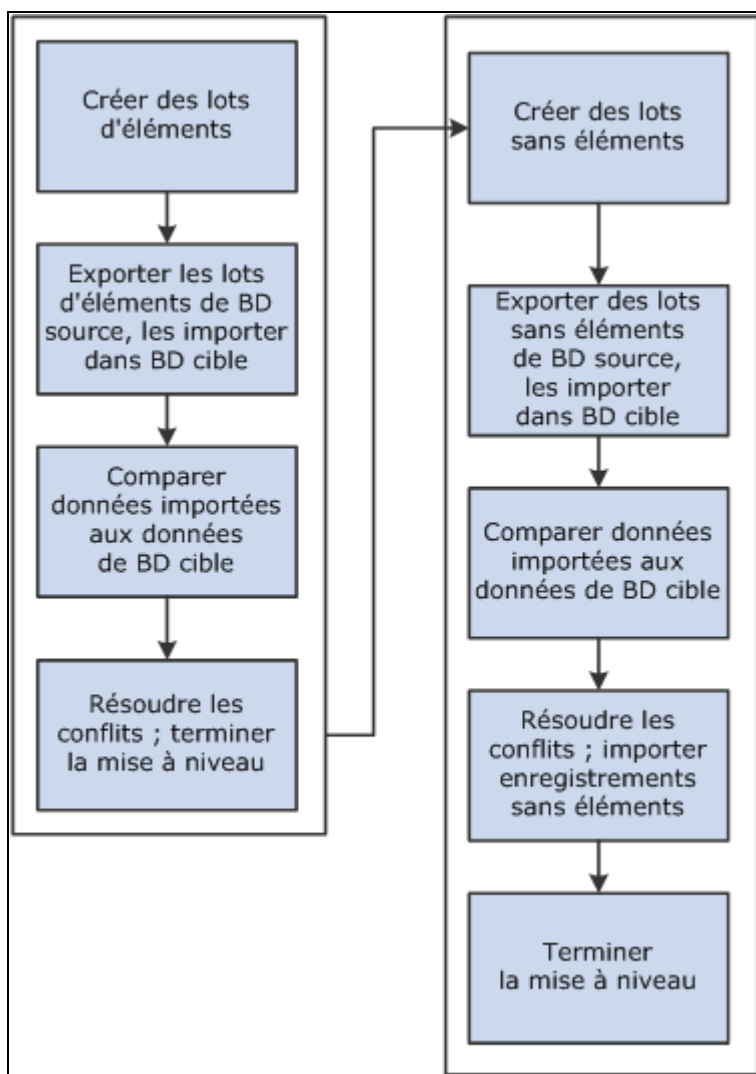 Créer des lots
d'éléments
Exporter les lots
d'éléments de BD
source, les importer
dans BD cible
Comparer
données importées
aux données
de BD cible
Résoudre les
conflits ; terminer
la mise à niveau
Créer des lots
sans éléments
Exporter des lots
sans éléments
de BD source,
les importer
dans BD cible
Comparer données
importées aux
données de BD cible
Résoudre les
conflits ; importer
enregistrements
sans éléments
Terminer
la mise à niveau